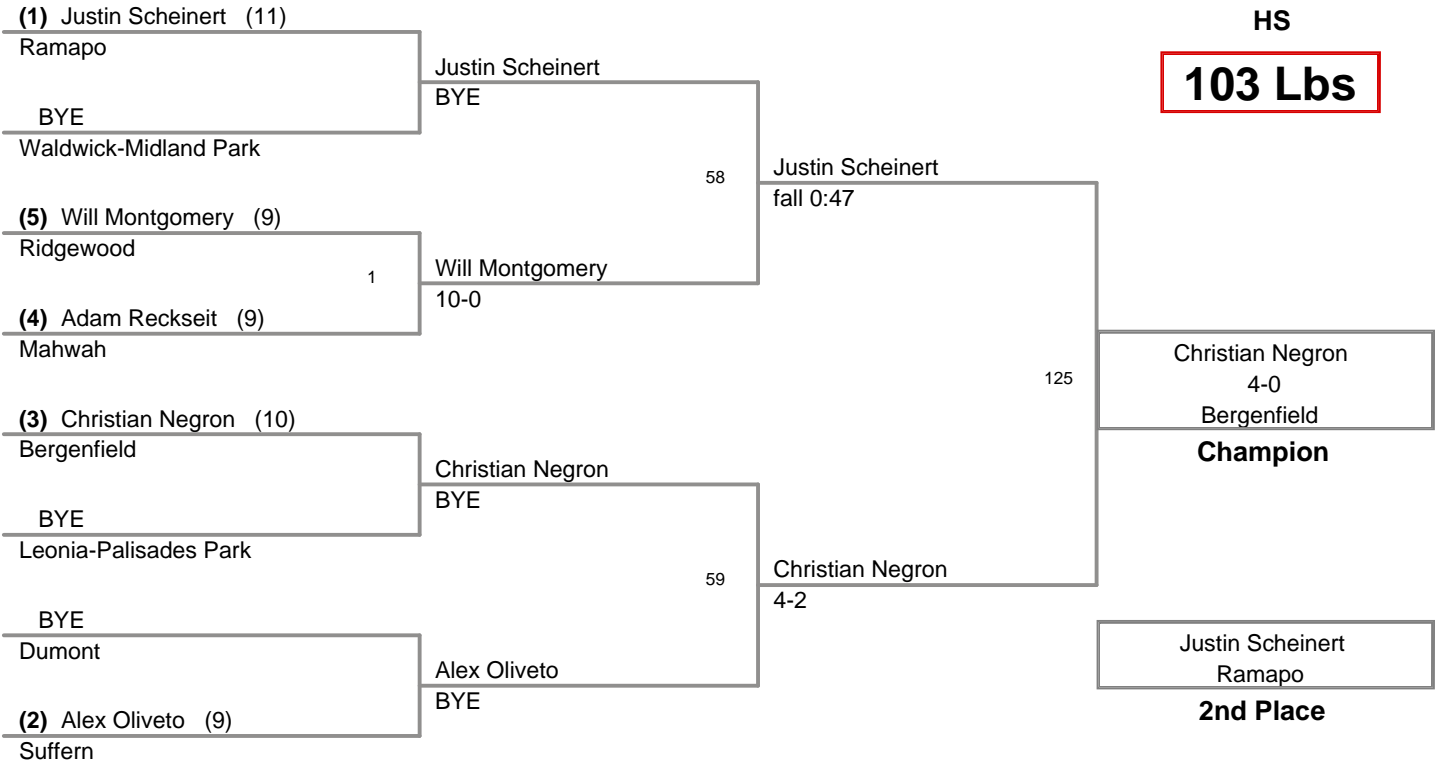 (1) Justin Scheinert (11)
Ramapo
BYE
Waldwick-Midland Park
(5) Will Montgomery (9)
Ridgewood
1
(4) Adam Reckseit (9)
Mahwah
(3) Christian Negron (10)
Bergenfield
BYE
Leonia-Palisades Park
BYE
Dumont
(2) Alex Oliveto (9)
Suffern
Justin Scheinert
BYE
58
Will Montgomery
10-0
Christian Negron
BYE
59
Alex Oliveto
BYE
Justin Scheinert
fall 0:47
125
Christian Negron
4-2
HS
103 Lbs
Christian Negron
4-0
Bergenfield
Champion
Justin Scheinert
Ramapo
2nd Place